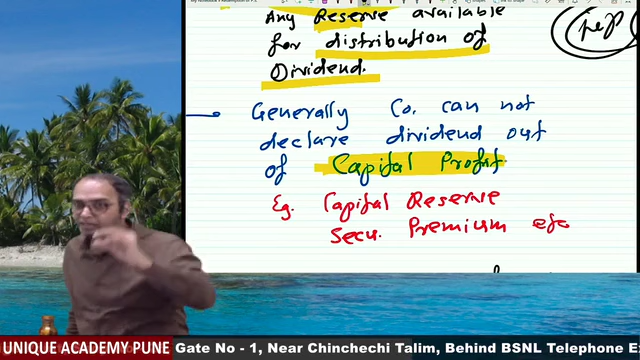 Any Reserve available
for distribution of
Dividend.
Imp
Generally Co. can not
declare dividend out
of Capital Profit
Eg. Capital Reserve
Secu. Premium etc
UNIQUE ACADEMY PUNE Gate No - 1, Near Chinchechi Talim, Behind BSNL Telephone E